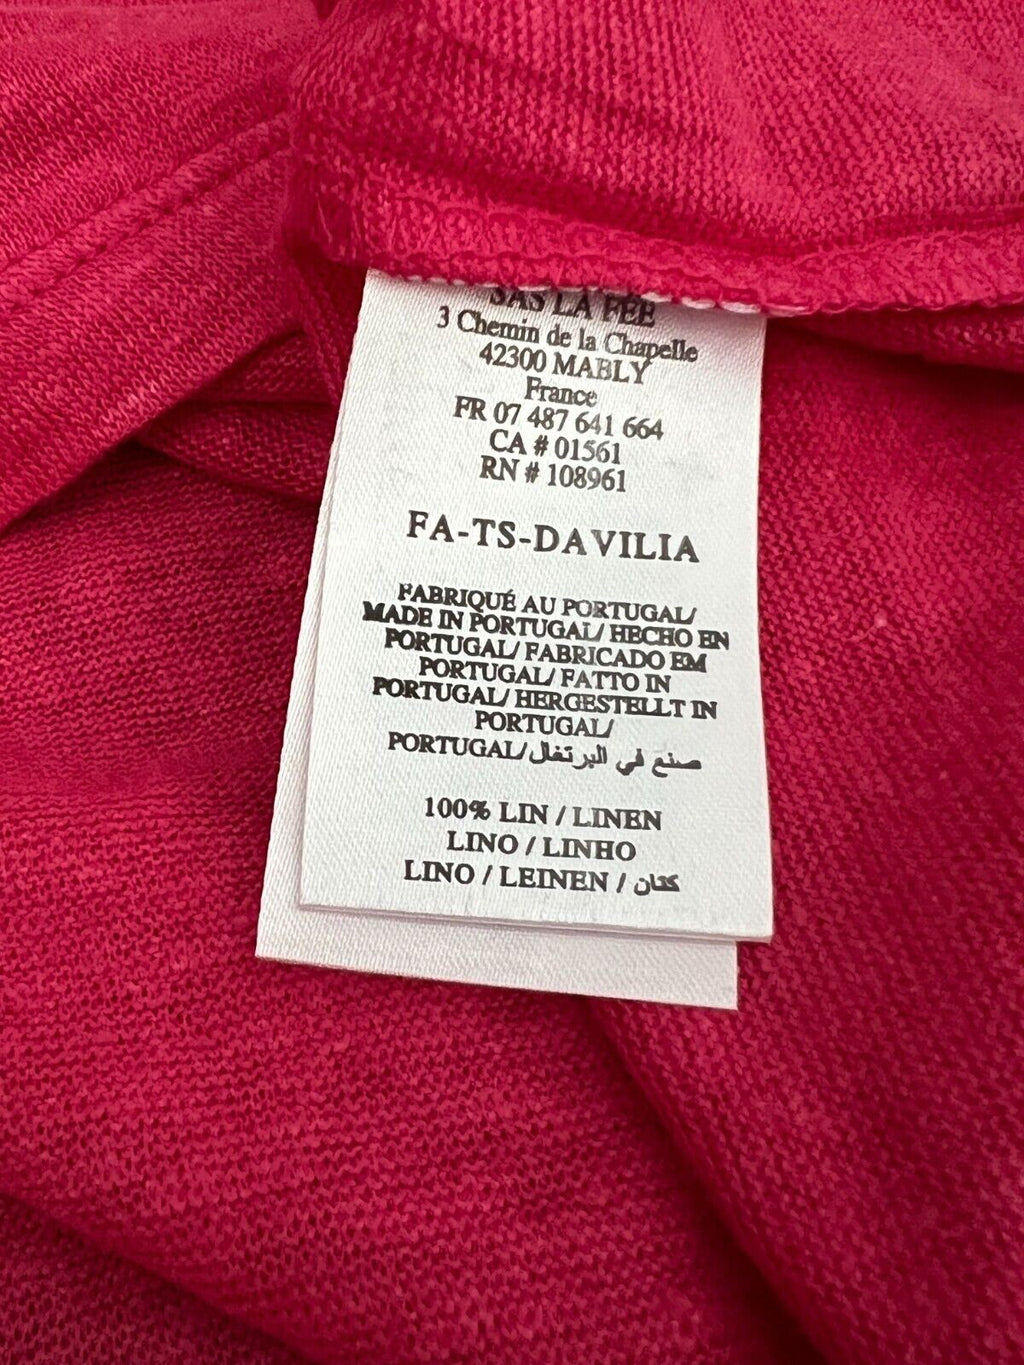 SAS LA FÉE
3 Chemin de la Chapelle
42300 MABLY
France
FR 07 487 641 664
CA # 01561
RN # 108961
FA-TS-DAVILIA
FABRIQUÉ AU PORTUGAL/
MADE IN PORTUGAL/ HECHO EN
PORTUGAL/ FABRICADO EM
PORTUGAL/ FATTO IN
PORTUGAL/ HERGESTELLT IN
PORTUGAL/
PORTUGAL/صنع في البرتغال
100% LIN / LINEN
LINO / LINHO
LINO / LEINEN / كتان